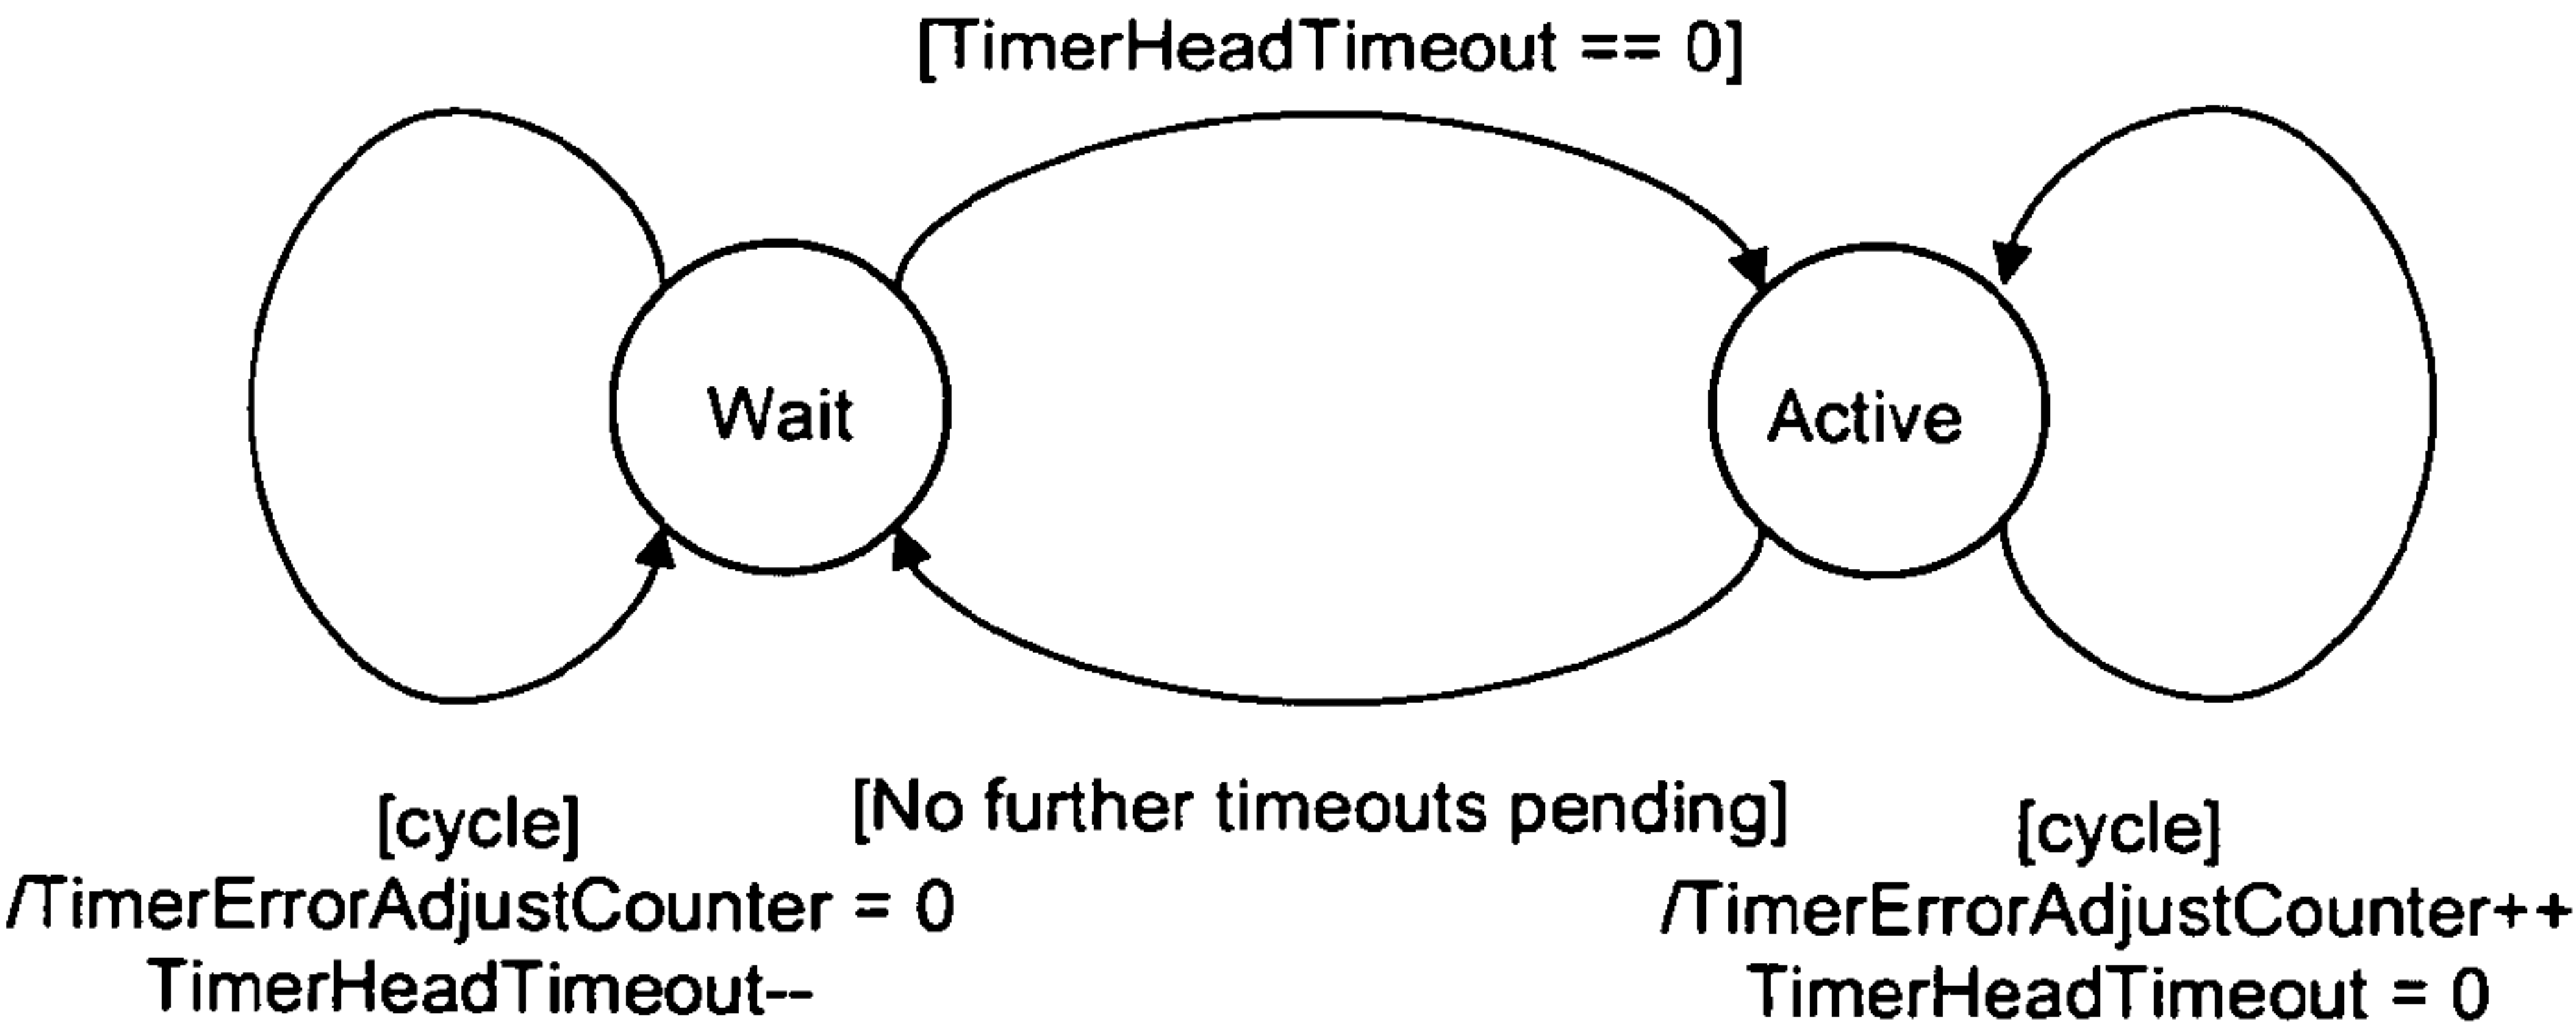 [TimerHeadTimeout == 0]
Wait
Active
[cycle]
/TimerErrorAdjustCounter = 0
TimerHeadTimeout--
[No further timeouts pending]
[cycle]
/TimerErrorAdjustCounter++
TimerHeadTimeout = 0